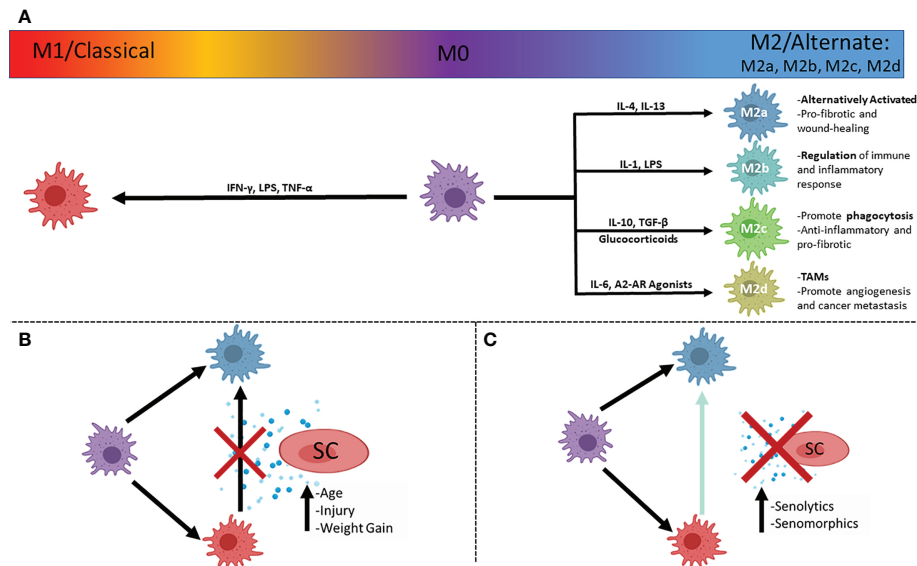 A
M1/Classical
M0
M2/Alternate:
M2a, M2b, M2c, M2d
IFN-γ, LPS, TNF-α
IL-4, IL-13
M2a
-Alternatively Activated
-Pro-fibrotic and
wound-healing
IL-1, LPS
M2b
-Regulation of immune
and inflammatory
response
IL-10, TGF-β
Glucocorticoids
M2c
-Promote phagocytosis
-Anti-inflammatory and
pro-fibrotic
IL-6, A2-AR Agonists
M2d
-TAMs
-Promote angiogenesis
and cancer metastasis
B
SC
-Age
-Injury
-Weight Gain
C
SC
-Senolytics
-Senomorphics